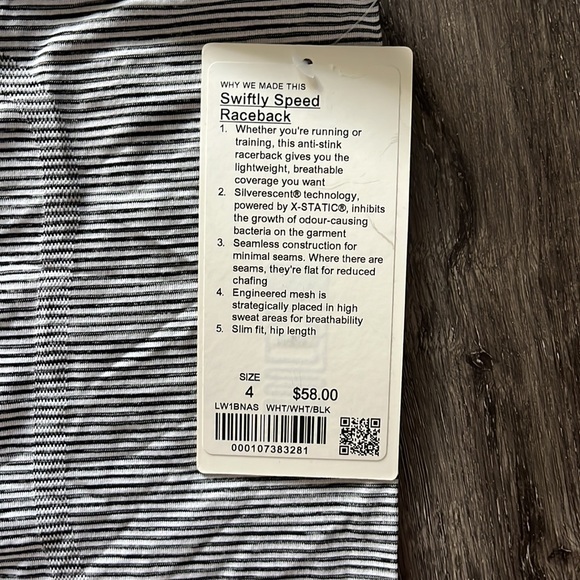 WHY WE MADE THIS
Swiftly Speed
Raceback
1. Whether you're running or
training, this anti-stink
racerback gives you the
lightweight, breathable
coverage you want
2. Silverescent® technology,
powered by X-STATIC®, inhibits
the growth of odour-causing
bacteria on the garment
3. Seamless construction for
minimal seams. Where there are
seams, they're flat for reduced
chafing
4. Engineered mesh is
strategically placed in high
sweat areas for breathability
5. Slim fit, hip length
SIZE
4 $58.00
LW1BNAS WHT/WHT/BLK
000107383281